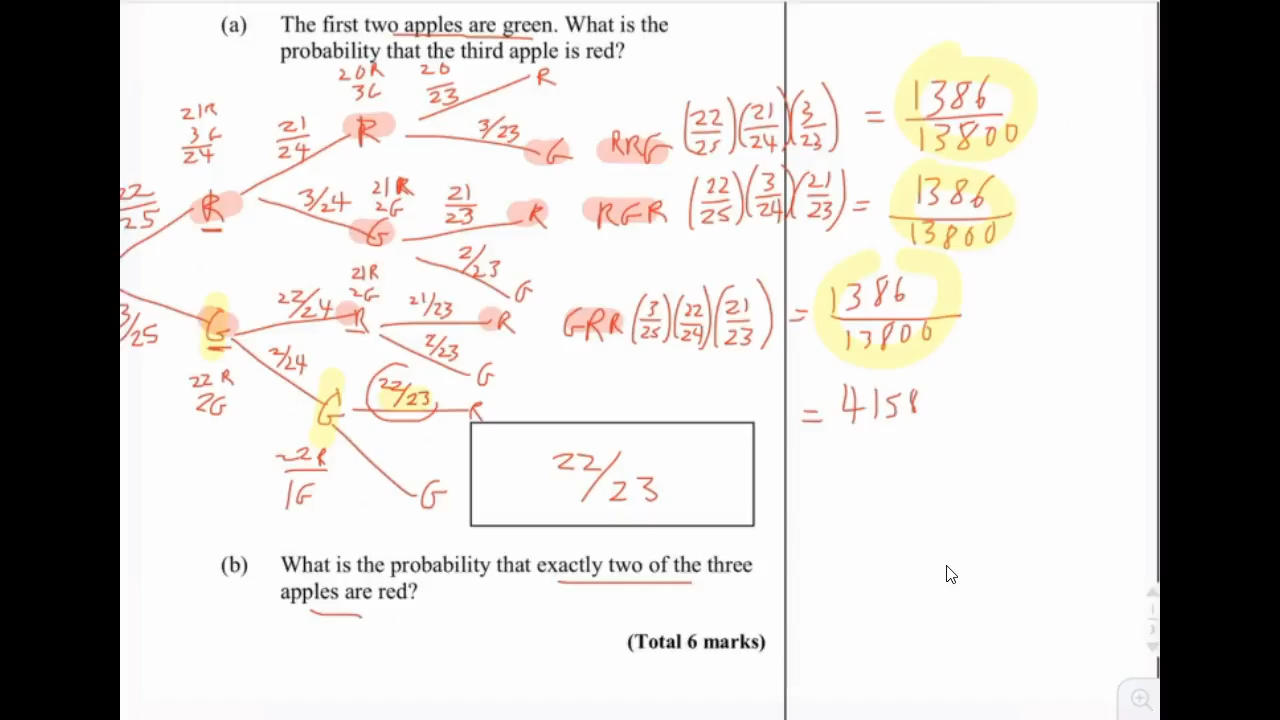 (a) The first two apples are green. What is the
probability that the third apple is red?
20R
3G
20/23
R
21R
3G
24
21/24
R
3/23
G
RRG (22/25)(21/24)(3/23) = 1386/13800
22/25
R
3/24
21R
2G
G
21/23
R
RGR (22/25)(3/24)(21/23) = 1386/13800
2/23
G
3/25
G
22/24
21R
2G
R
21/23
R
GRR (3/25)(22/24)(21/23) = 1386/13800
2/23
G
22R
2G
2/24
G
22/23
R
= 4158
22R
1G
G
22/23
(b) What is the probability that exactly two of the three
apples are red?
(Total 6 marks)